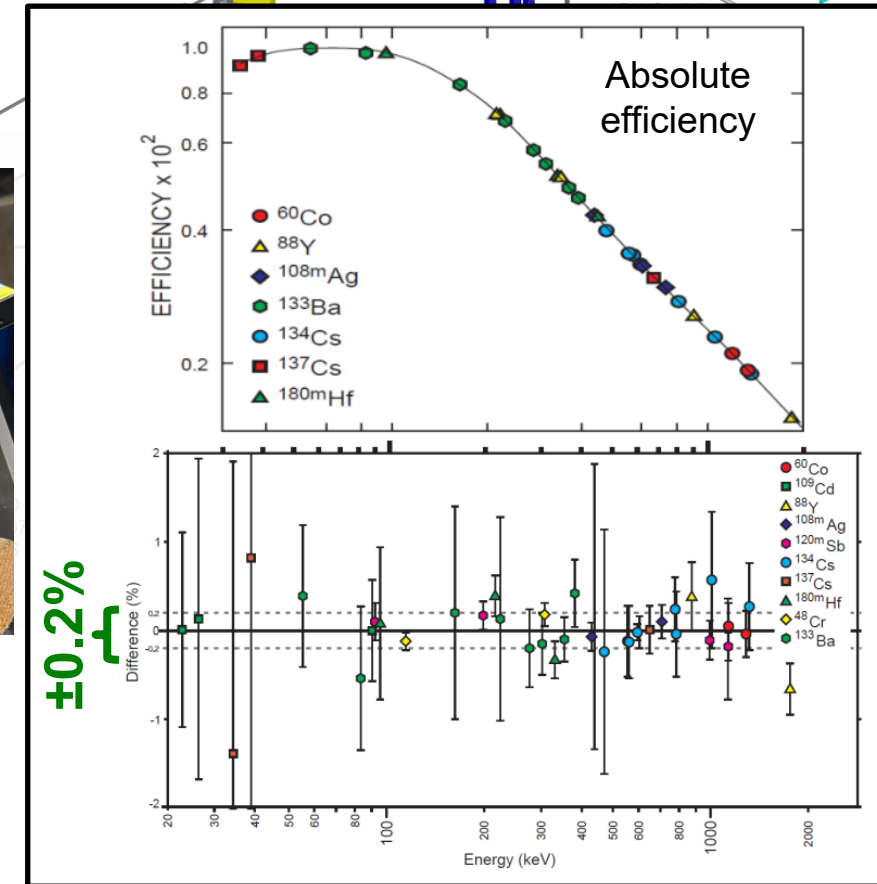 Absolute
efficiency
1.0
0.8
0.6
0.4
0.2
EFFICIENCY x 10²
⁶⁰Co
⁸⁸Y
¹⁰⁸ᵐAg
¹³³Ba
¹³⁴Cs
¹³⁷Cs
¹⁸⁰ᵐHf
±0.2%
{
2
1
0.2
0
-0.2
-1
-2
Difference (%)
⁶⁰Co
¹⁰⁹Cd
⁸⁸Y
¹⁰⁸ᵐAg
¹²⁰ᵐSb
¹³⁴Cs
¹³⁷Cs
¹⁸⁰ᵐHf
⁴⁸Cr
¹³³Ba
20 30 40 50 60 80 100 200 300 400 500 600 800 1000 2000
Energy (keV)